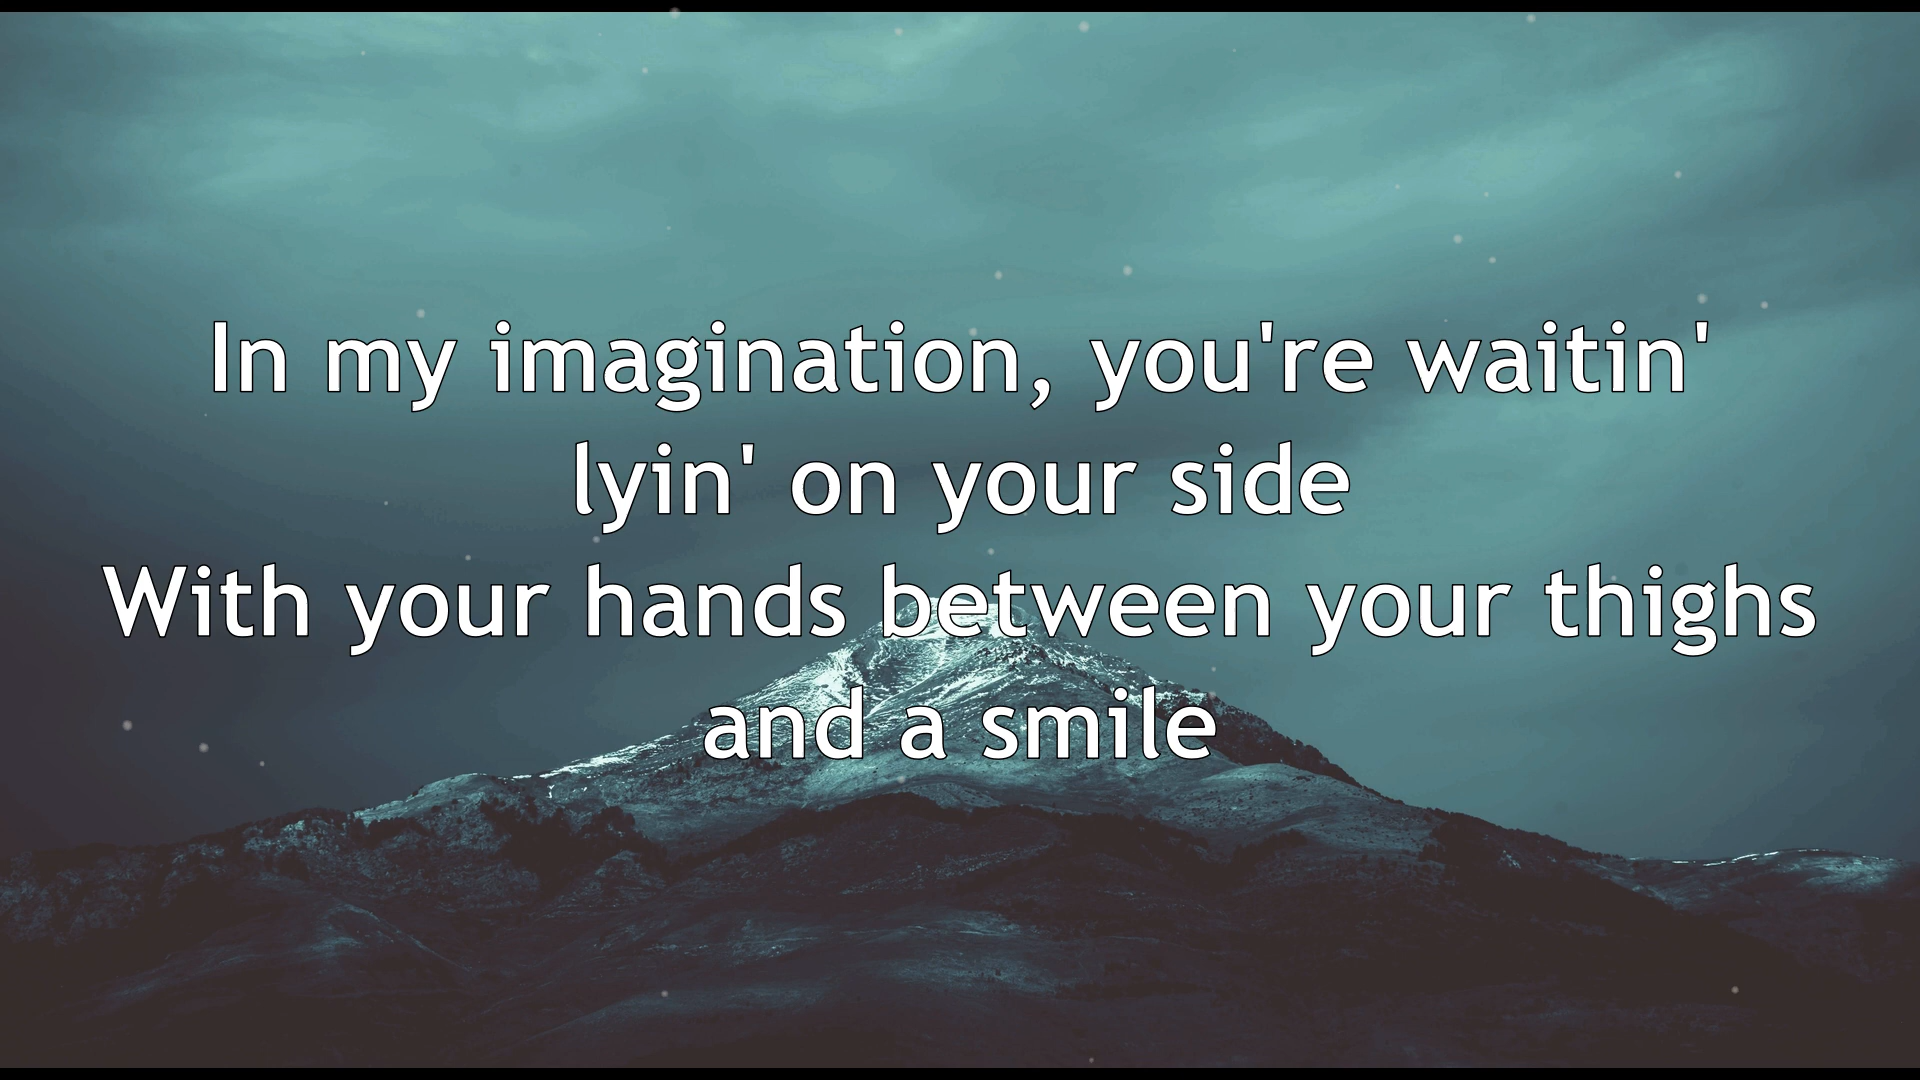 In my imagination, you're waitin'
lyin' on your side
With your hands between your thighs
and a smile